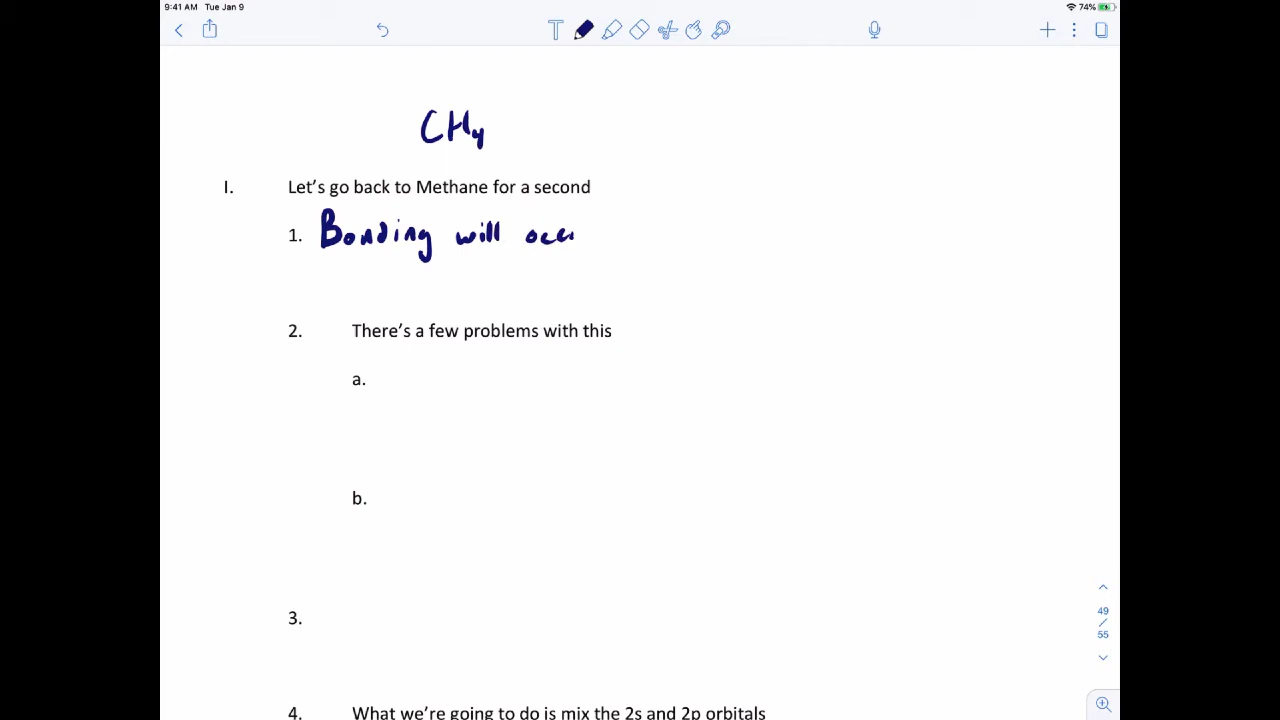 9:41 AM Tue Jan 9 74%
T
CH4
I. Let's go back to Methane for a second
1. Bonding will occ
2. There's a few problems with this
a.
b.
49
/
55
3.
4. What we're going to do is mix the 2s and 2p orbitals